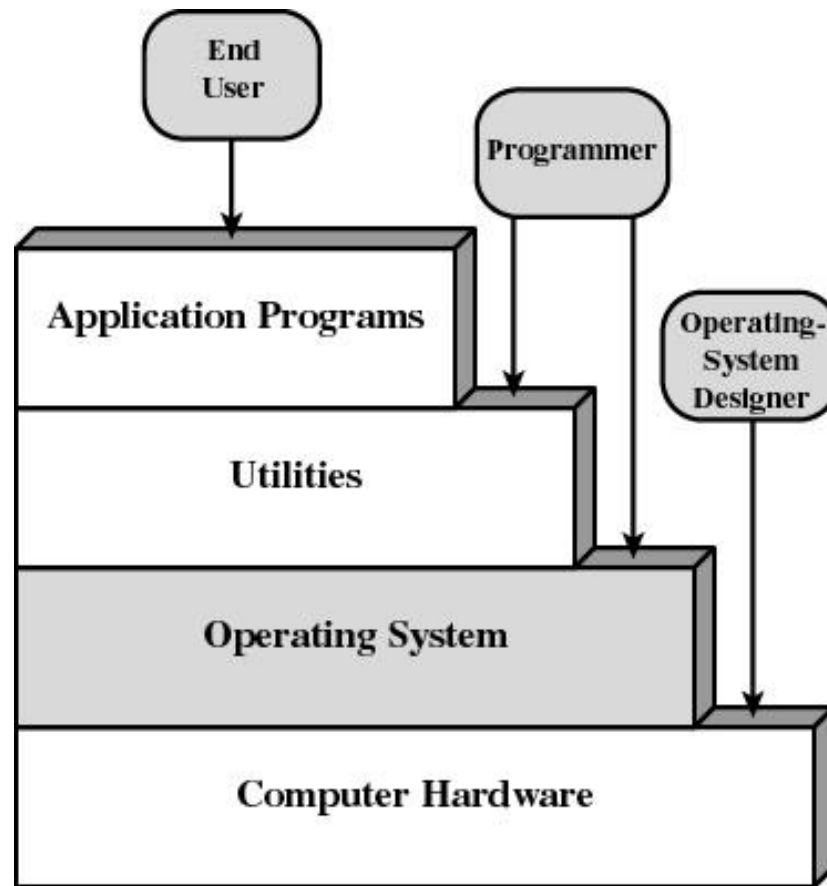 End
User
Programmer
Operating-
System
Designer
Application Programs
Utilities
Operating System
Computer Hardware